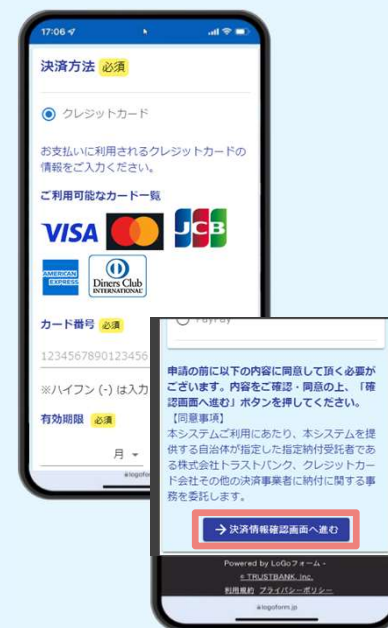 17:06
決済方法 必須
クレジットカード
お支払いに利用されるクレジットカードの
情報をご入力ください。
ご利用可能なカード一覧
VISA
JCB
AMERICAN
EXPRESS
Diners Club
INTERNATIONAL
カード番号 必須
1234567890123456
※ハイフン (-) は入力
有効期限 必須
月
PayPay
申請の前に以下の内容に同意して頂く必要が
ございます。内容をご確認・同意の上、「確
認画面へ進む」ボタンを押してください。
【同意事項】
本システムご利用にあたり、本システムを提
供する自治体が指定した指定納付受託者であ
る株式会社トラストバンク、クレジットカー
ド会社その他の決済事業者に納付に関する事
務を委託します。
→決済情報確認画面へ進む
Powered by LoGoフォーム -
© TRUSTBANK, Inc.
利用規約 プライバシーポリシー
logoform.jp